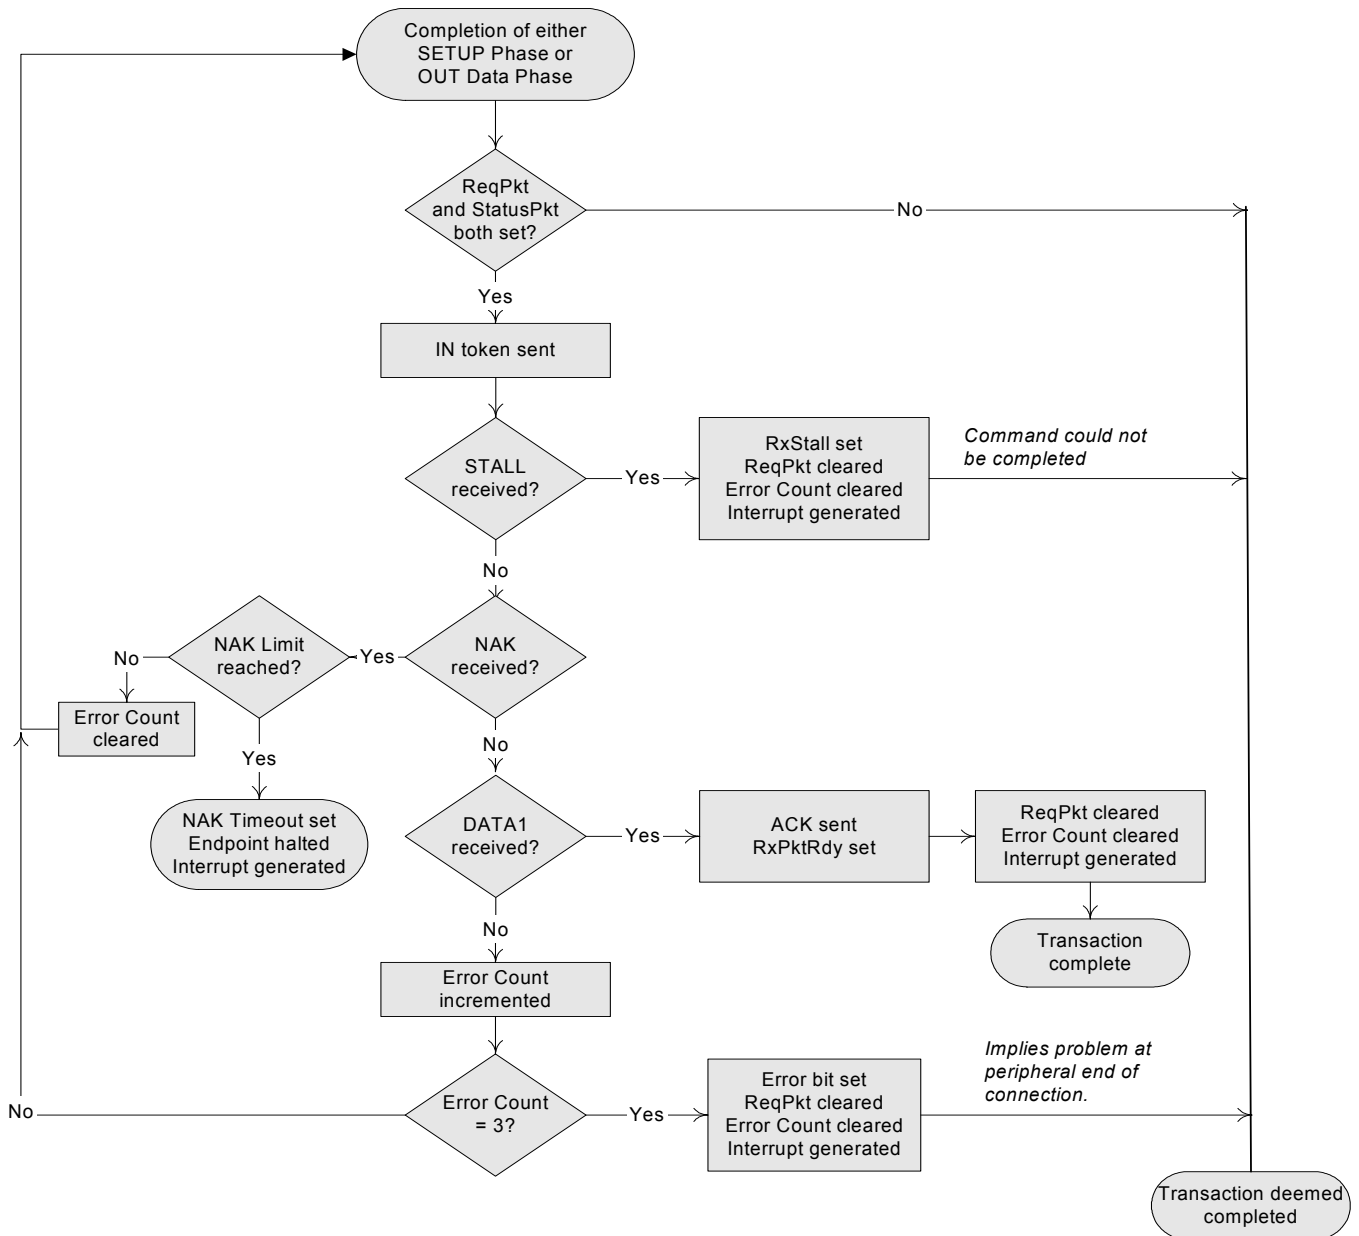 Completion of either
SETUP Phase or
OUT Data Phase
ReqPkt
and StatusPkt
both set?
No
Yes
IN token sent
STALL
received?
Yes
RxStall set
ReqPkt cleared
Error Count cleared
Interrupt generated
Command could not
be completed
No
NAK
received?
Yes
NAK Limit
reached?
No
Error Count
cleared
Yes
NAK Timeout set
Endpoint halted
Interrupt generated
No
DATA1
received?
Yes
ACK sent
RxPktRdy set
ReqPkt cleared
Error Count cleared
Interrupt generated
Transaction
complete
No
Error Count
incremented
Error Count
= 3?
No
Yes
Error bit set
ReqPkt cleared
Error Count cleared
Interrupt generated
Implies problem at
peripheral end of
connection.
Transaction deemed
completed